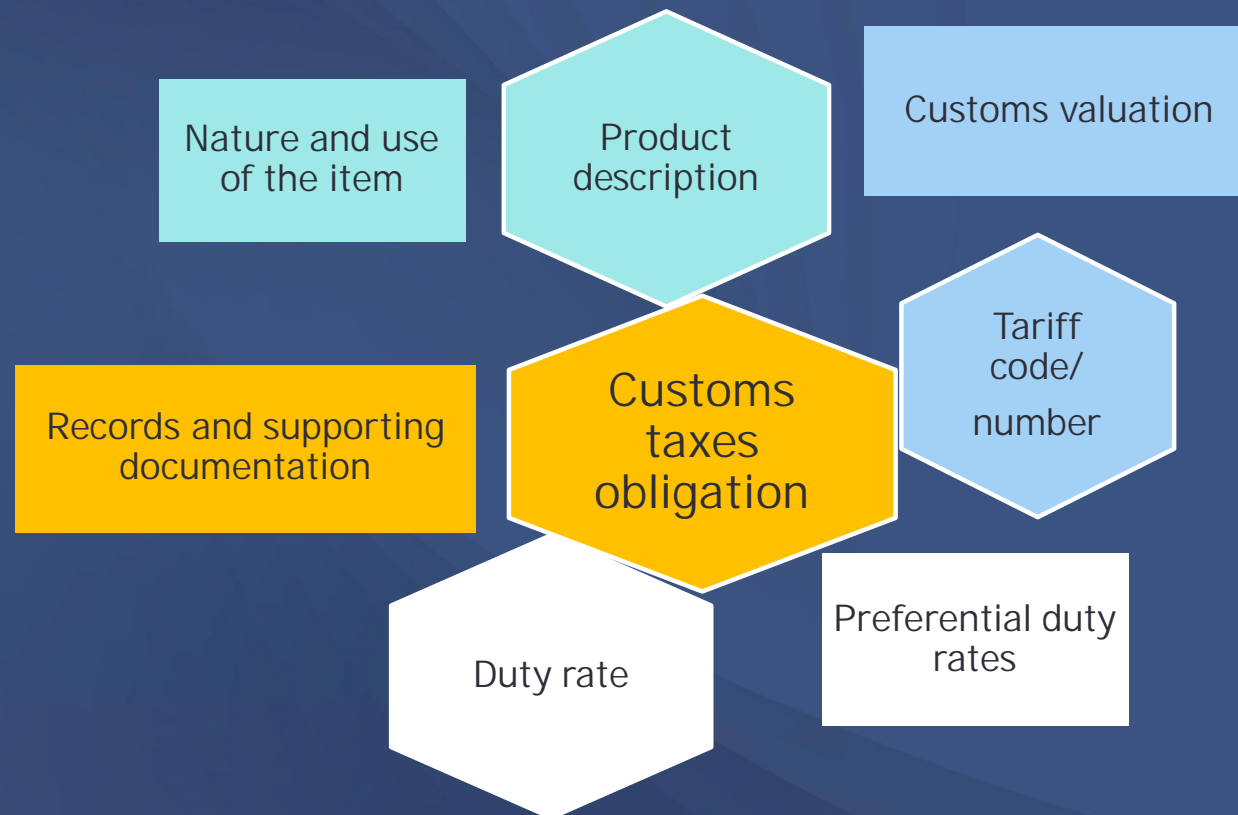 Nature and use
of the item
Product
description
Customs valuation
Tariff
code/
number
Records and supporting
documentation
Customs
taxes
obligation
Duty rate
Preferential duty
rates